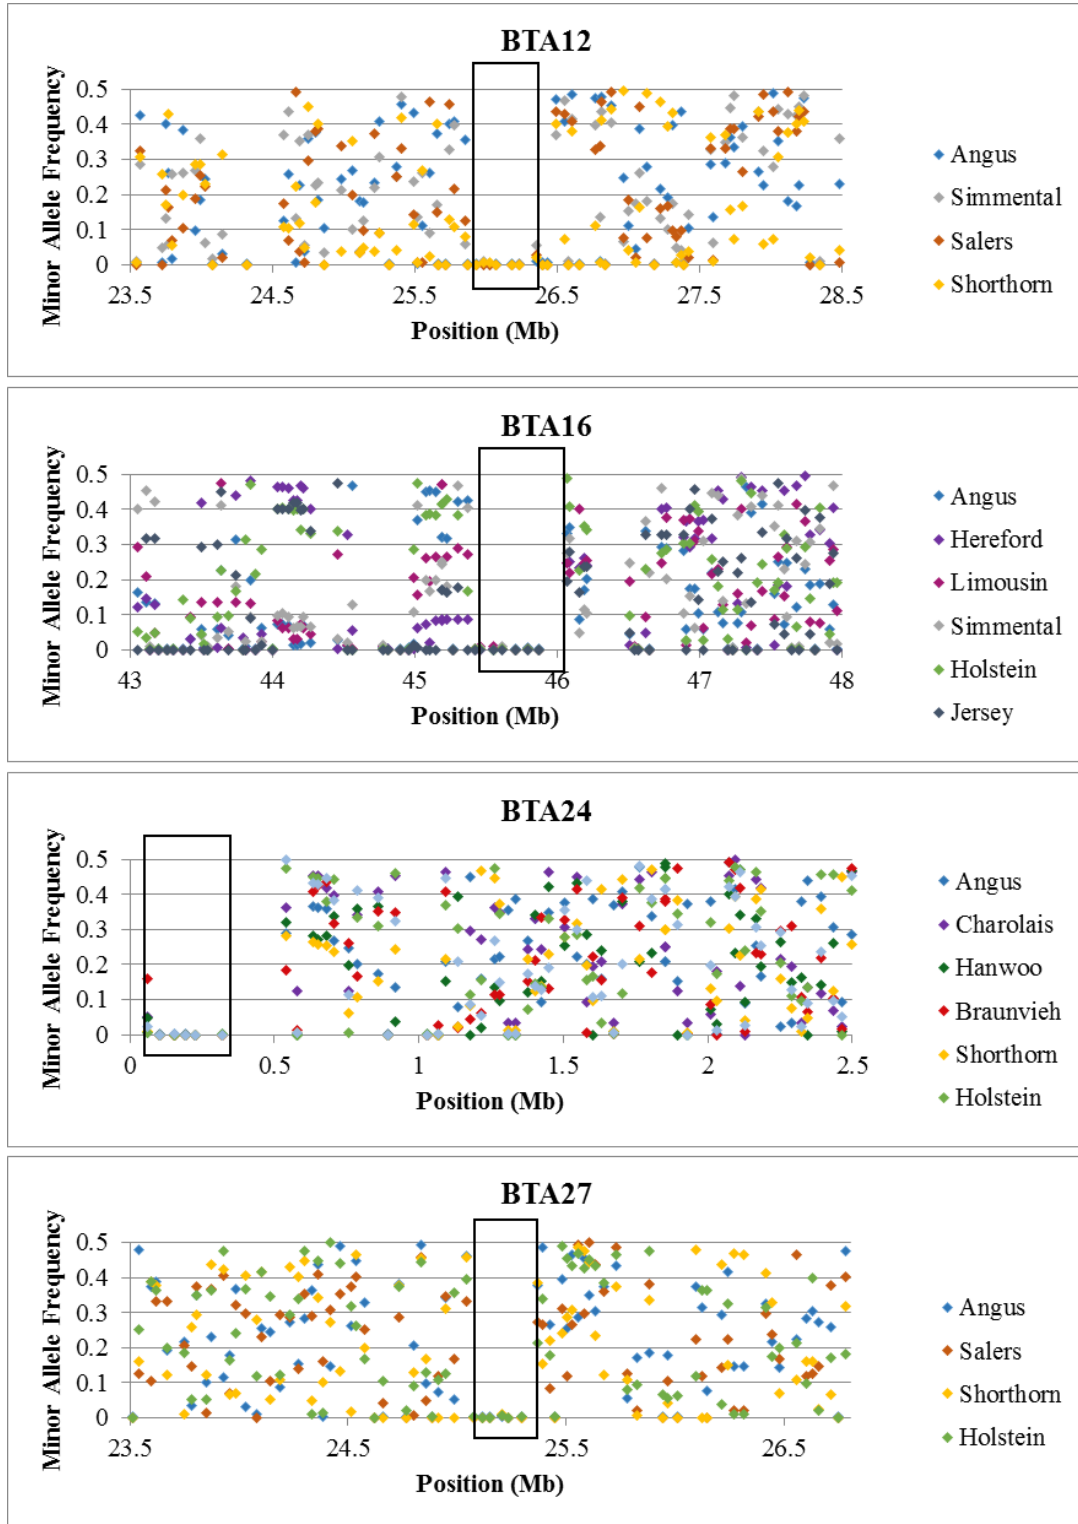 BTA12
Minor Allele Frequency
0.5
0.4
0.3
0.2
0.1
0
23.5 24.5 25.5 26.5 27.5 28.5
Position (Mb)
Angus
Simmental
Salers
Shorthorn
BTA16
Minor Allele Frequency
0.5
0.4
0.3
0.2
0.1
0
43 44 45 46 47 48
Position (Mb)
Angus
Hereford
Limousin
Simmental
Holstein
Jersey
BTA24
Minor Allele Frequency
0.5
0.4
0.3
0.2
0.1
0
0 0.5 1 1.5 2 2.5
Position (Mb)
Angus
Charolais
Hanwoo
Braunvieh
Shorthorn
Holstein
BTA27
Minor Allele Frequency
0.5
0.4
0.3
0.2
0.1
0
23.5 24.5 25.5 26.5
Position (Mb)
Angus
Salers
Shorthorn
Holstein